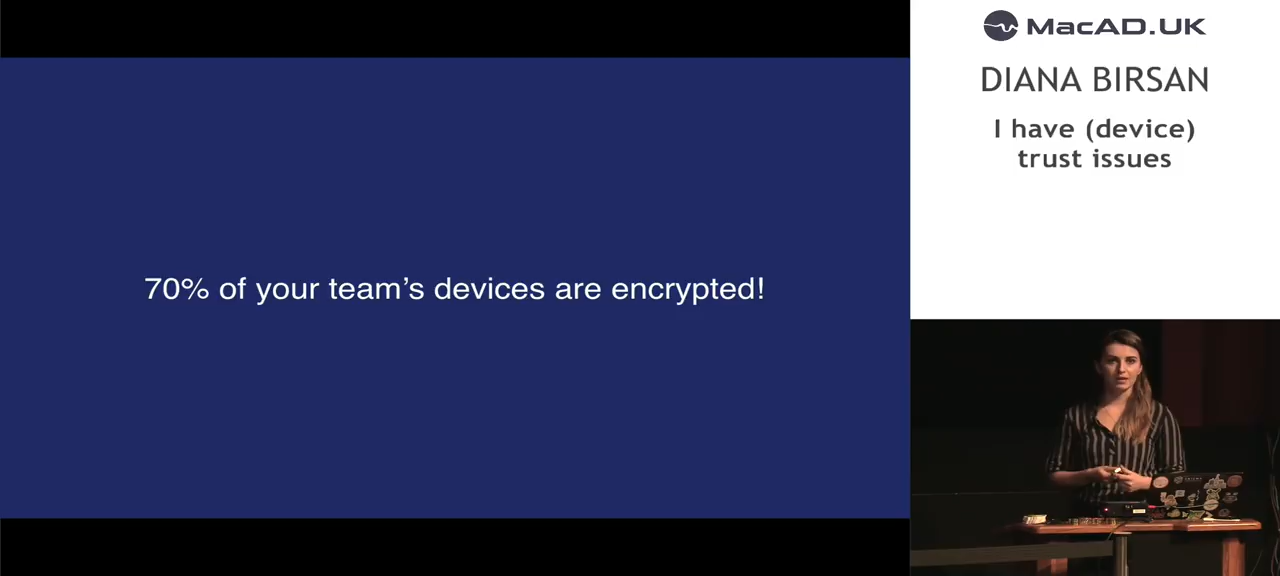 70% of your team's devices are encrypted!
MacAD.UK
DIANA BIRSAN
I have (device)
trust issues